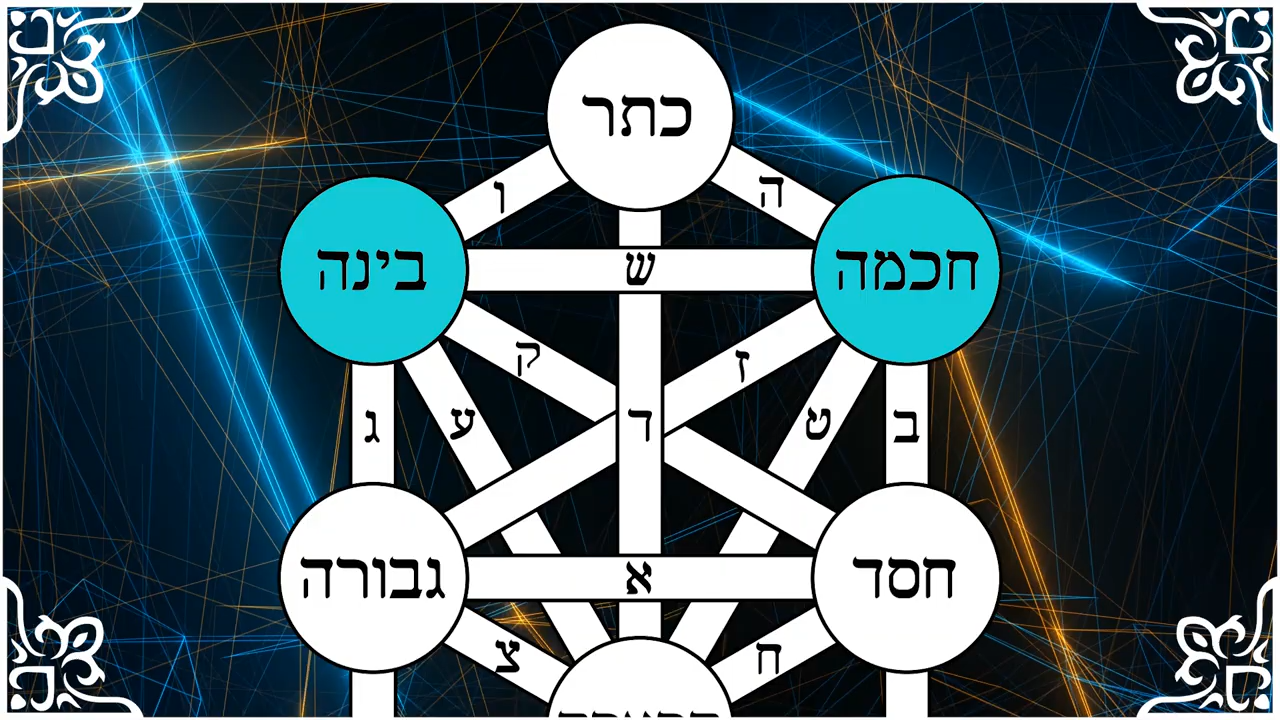 כתר
ה
ו
חכמה
ש
בינה
ז
ק
ב
ט
ד
ע
ג
חסד
א
גבורה
ח
צ